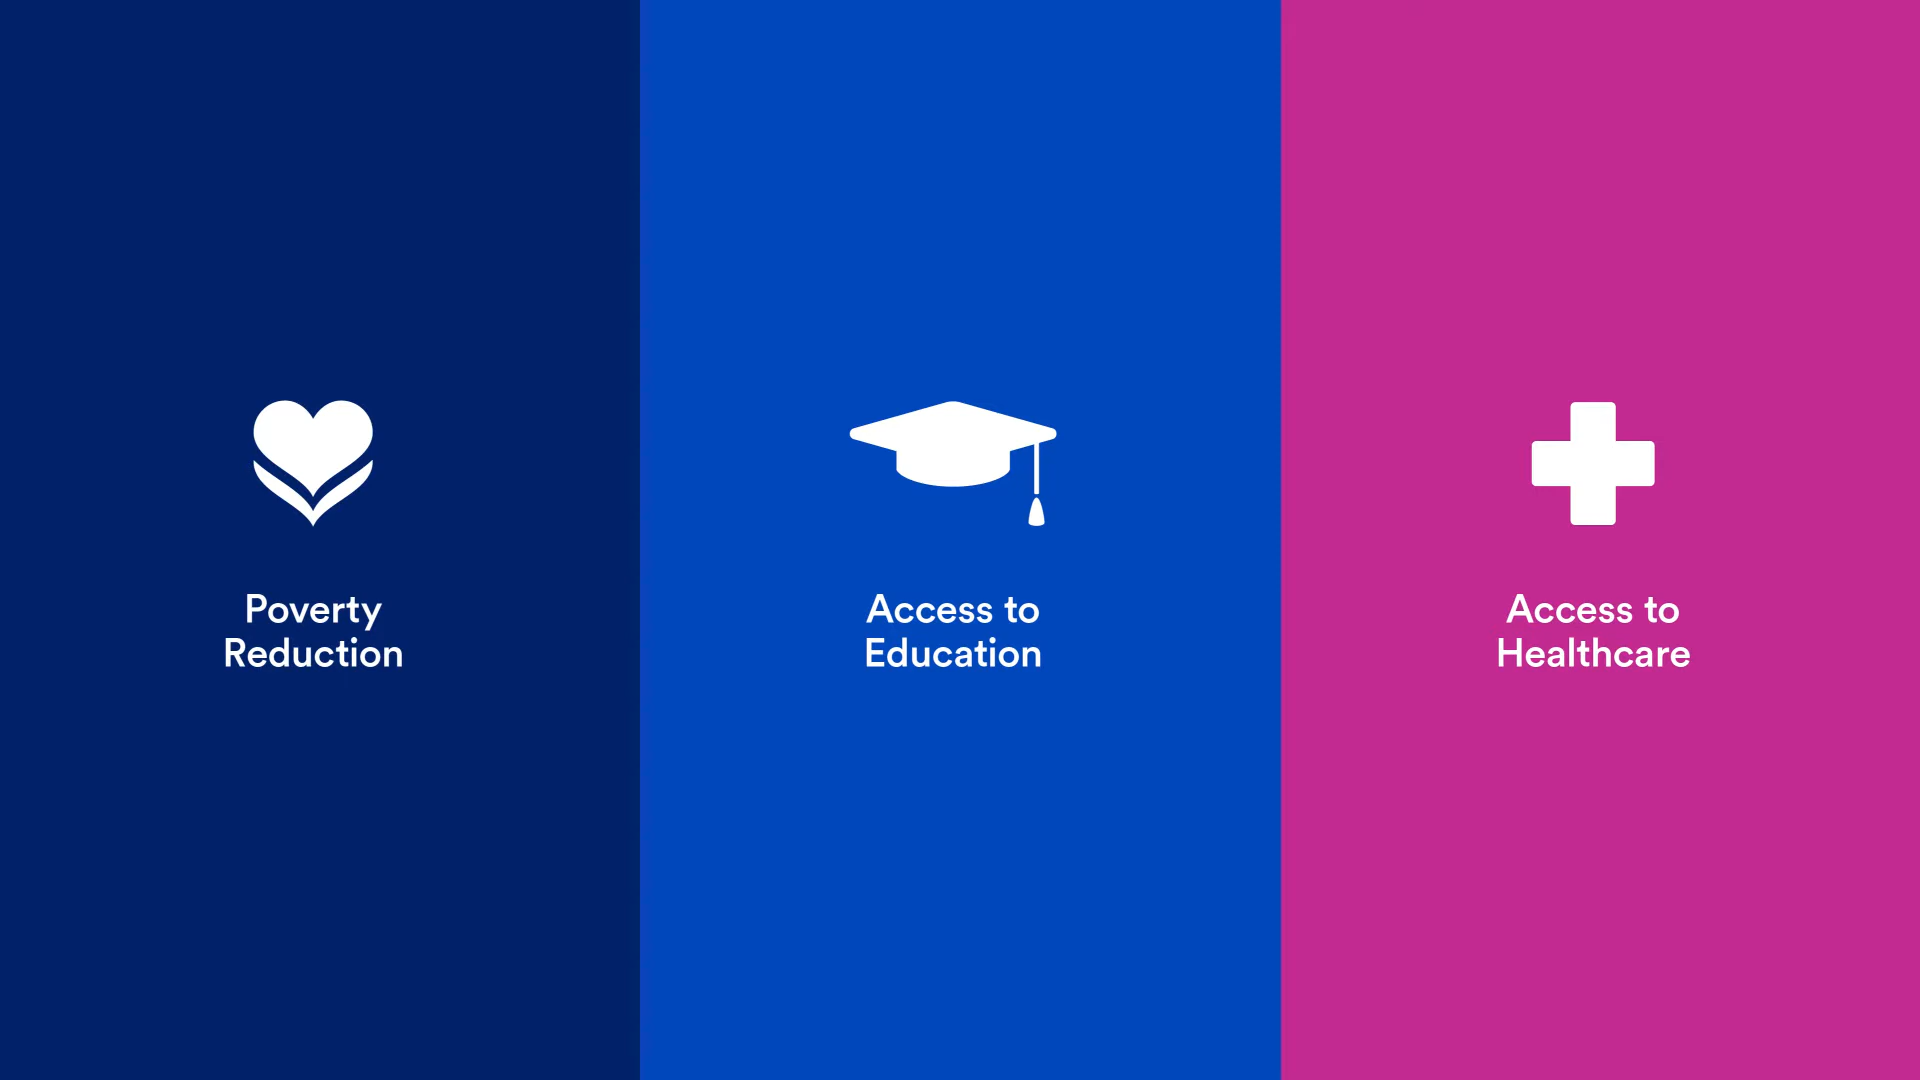 Poverty
Reduction
Access to
Education
Access to
Healthcare